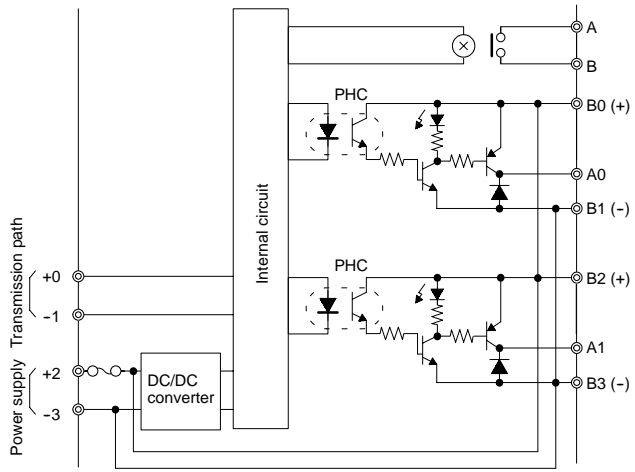 A
B
PHC
B0 (+)
A0
B1 (-)
Internal circuit
Transmission path
+0
-1
PHC
B2 (+)
A1
B3 (-)
Power supply
+2
-3
DC/DC
converter